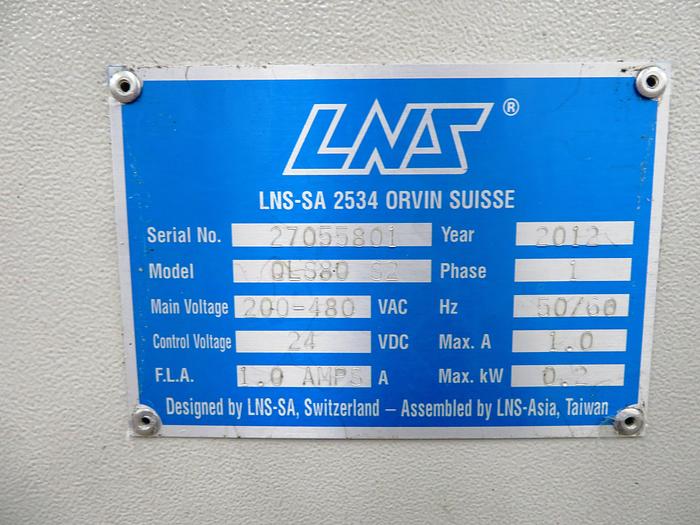 LNS®
LNS-SA 2534 ORVIN SUISSE
Serial No. 27055801 Year 2012
Model QLS80 S2 Phase 1
Main Voltage 200-480 VAC Hz 50/60
Control Voltage 24 VDC Max. A 1.0
F.L.A. 1.0 AMPS A Max. kW 0.2
Designed by LNS-SA, Switzerland – Assembled by LNS-Asia, Taiwan